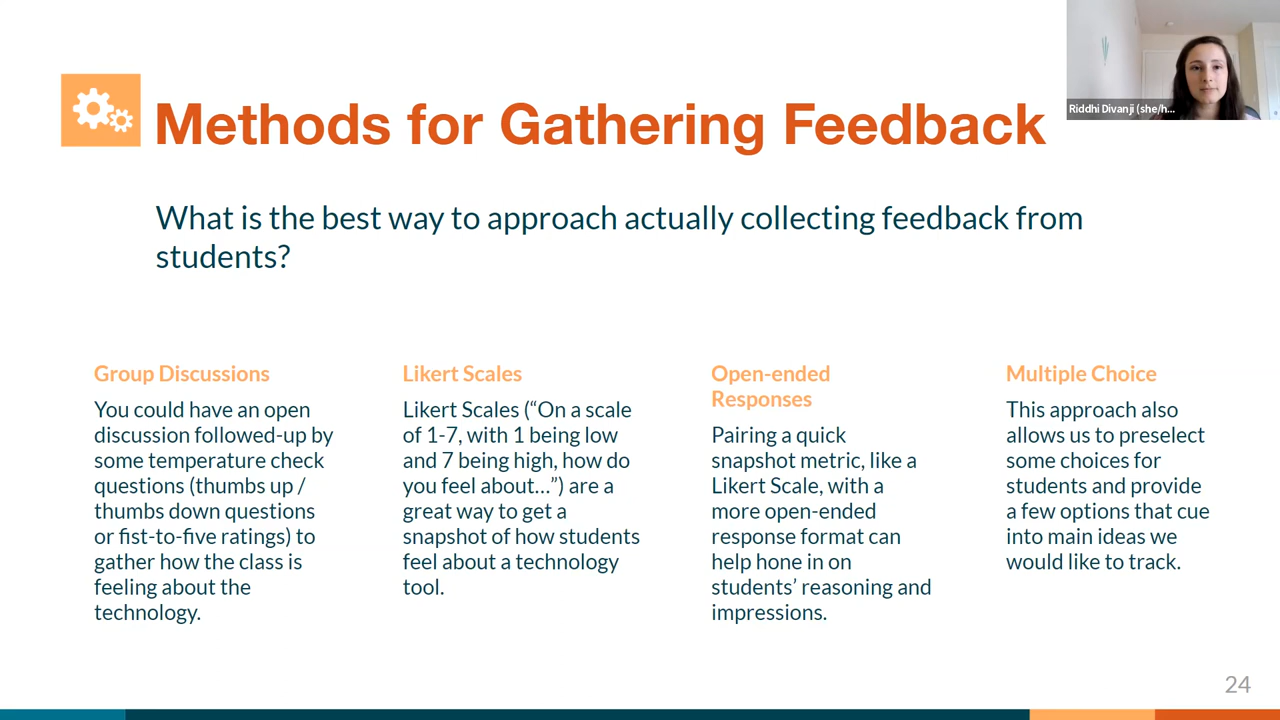 Riddhi Divanji (she/h...
Methods for Gathering Feedback
What is the best way to approach actually collecting feedback from
students?
Group Discussions
You could have an open
discussion followed-up by
some temperature check
questions (thumbs up /
thumbs down questions
or fist-to-five ratings) to
gather how the class is
feeling about the
technology.
Likert Scales
Likert Scales (“On a scale
of 1-7, with 1 being low
and 7 being high, how do
you feel about...”) are a
great way to get a
snapshot of how students
feel about a technology
tool.
Open-ended
Responses
Pairing a quick
snapshot metric, like a
Likert Scale, with a
more open-ended
response format can
help hone in on
students’ reasoning and
impressions.
Multiple Choice
This approach also
allows us to preselect
some choices for
students and provide
a few options that cue
into main ideas we
would like to track.
24